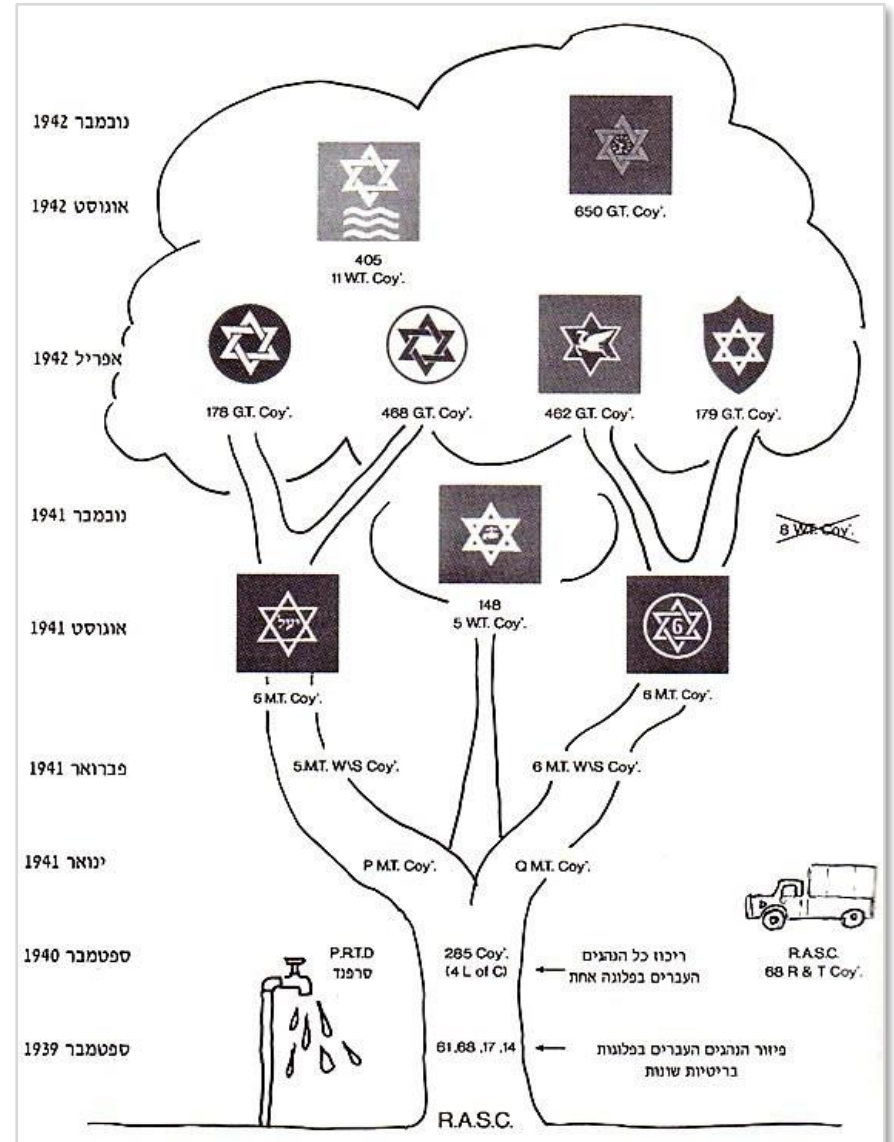 נובמבר 1942
אוגוסט 1942
650 G.T. Coy'.
405
11 W.T. Coy'.
אפריל 1942
178 G.T. Coy'.
468 G.T. Coy'.
462 G.T. Coy'.
179 G.T. Coy'.
נובמבר 1941
8 W.T. Coy'.
148
5 W.T. Coy'.
אוגוסט 1941
יעל
6
5 M.T. Coy'.
6 M.T. Coy'.
פברואר 1941
5.M.T. W\S Coy'.
6 M.T. W\S Coy'.
ינואר 1941
P M.T. Coy'.
Q M.T. Coy'.
ספטמבר 1940
P.R.T.D
סרפנד
285 Coy'.
(4 L of C)
ריכוז כל הנהגים
העברים בפלוגה אחת
R.A.S.C.
68 R & T Coy'.
ספטמבר 1939
61,68 ,17 ,14
פיזור הנהגים העברים בפלוגות
בריטיות שונות
R.A.S.C.